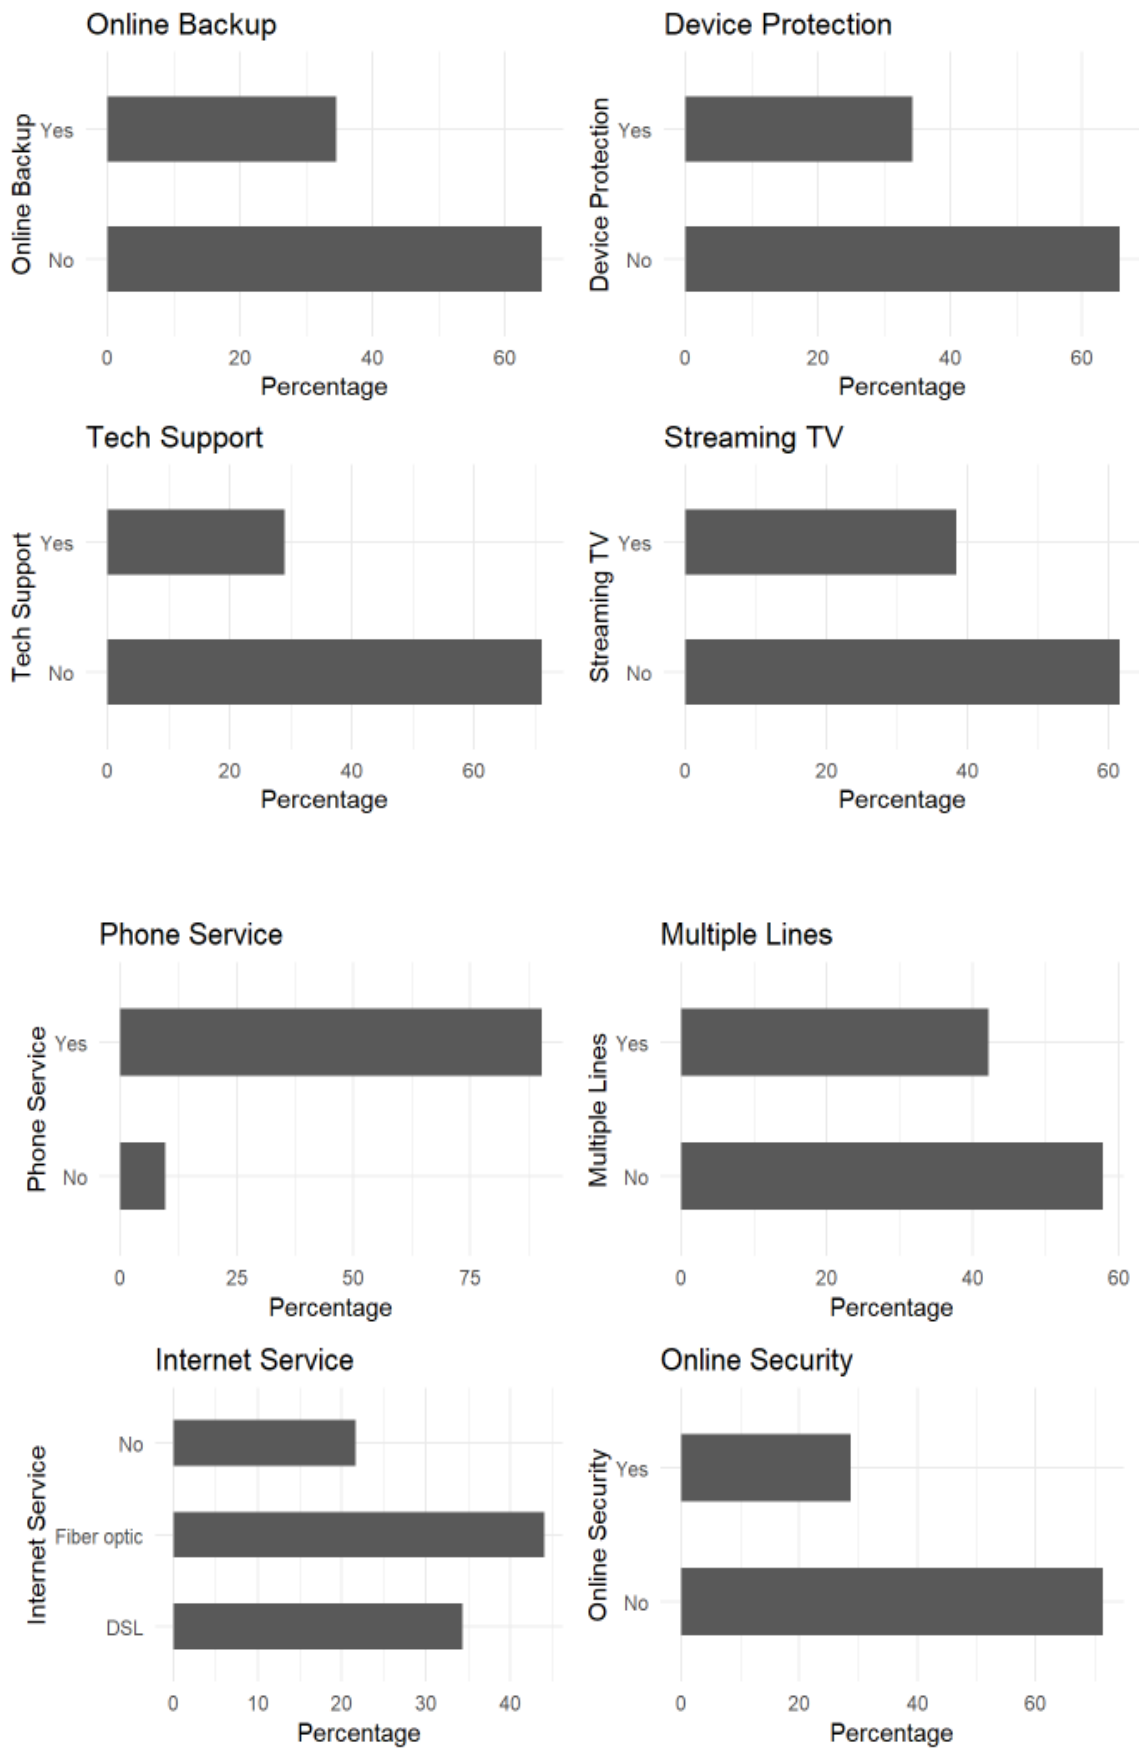 Online Backup
Online Backup
Yes
No
0 20 40 60
Percentage
Device Protection
Device Protection
Yes
No
0 20 40 60
Percentage
Tech Support
Tech Support
Yes
No
0 20 40 60
Percentage
Streaming TV
Streaming TV
Yes
No
0 20 40 60
Percentage
Phone Service
Phone Service
Yes
No
0 25 50 75
Percentage
Multiple Lines
Multiple Lines
Yes
No
0 20 40 60
Percentage
Internet Service
Internet Service
No
Fiber optic
DSL
0 10 20 30 40
Percentage
Online Security
Online Security
Yes
No
0 20 40 60
Percentage